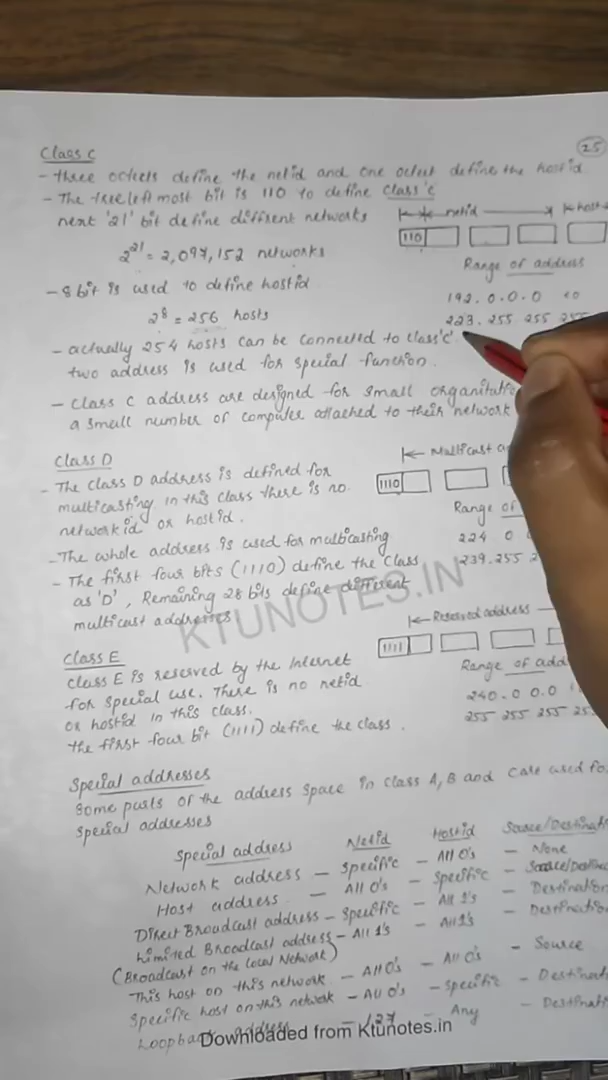 25
Class C
- three octets define the netid and one octet define the hostid
- The three left most bit is 110 to define class 'c
next '21' bit define different networks
netid
host
110
2^21 = 2,097,152 networks
Range of address
- 8 bit is used to define hostid
192.0.0.0 to
2^8 = 256 hosts
223.255 255 255
- actually 254 hosts can be connected to class 'c'
two address is used for special function.
- Class C address are designed for small
a small number of computer attached to their network
Class D
Multicast
1110
- The class D address is defined for
multicasting. In this class there is no
networkid or hostid.
Range of
224 0 0
- The whole address is used for multicasting
239.255
- The first four bits (1110) define the class
as 'D', Remaining 28 bits define different
multicast addresses
KTUNOTES.IN
Reserved address
1111
Class E
Class E is reserved by the Internet
for special use. There is no netid
or hostid in this class.
Range of add
240.0 0.0
the first four bit (1111) define the class.
255 255 255
Special addresses
Some parts of the address space in class A, B and C are used for
special addresses
Special address Netid Hostid Source/Destinati
Network address - Specific - All 0's - None
Host address - All 0's - Specific - Source/Destina
Direct Broadcast address - Specific - All 1's - Destination
Limited Broadcast address - All 1's - All 1's - Destination
(Broadcast on the Local Network)
This host on this network - All 0's - All 0's - Source
Specific host on this network - All 0's - Specific - Destinat
Loopback address - 127 - Any - Destinati
Downloaded from Ktunotes.in